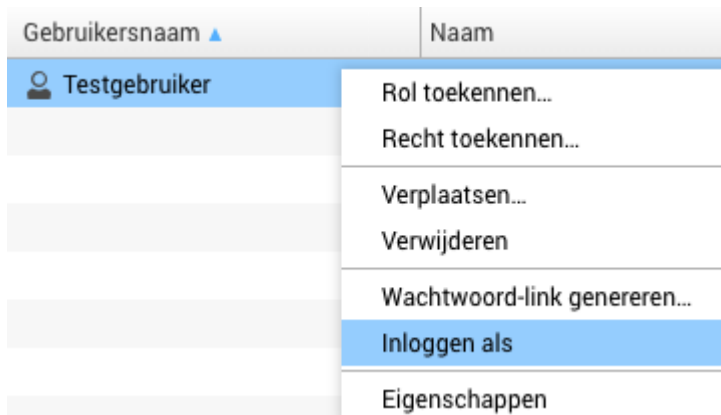 Gebruikersnaam ▲ Naam
Testgebruiker
Rol toekennen...
Recht toekennen...
Verplaatsen...
Verwijderen
Wachtwoord-link genereren...
Inloggen als
Eigenschappen